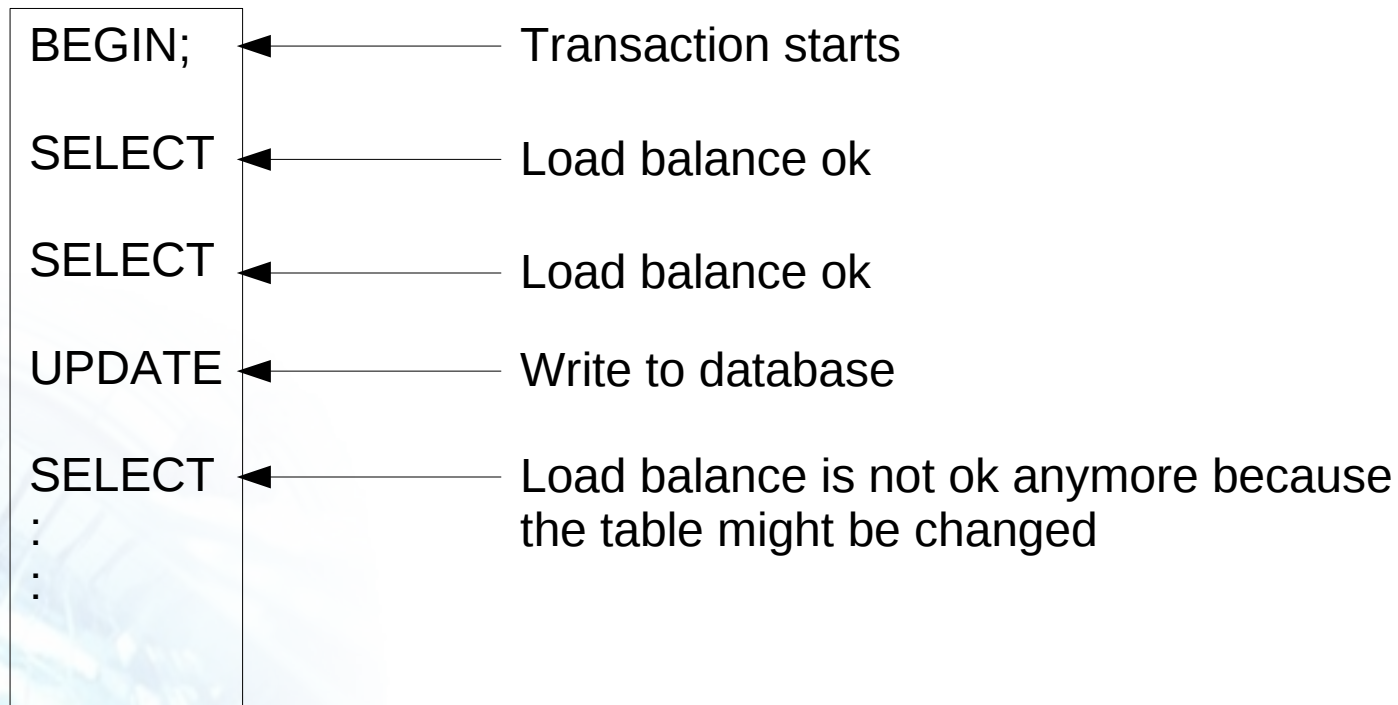 BEGIN; Transaction starts
SELECT Load balance ok
SELECT Load balance ok
UPDATE Write to database
SELECT Load balance is not ok anymore because
: the table might be changed
: